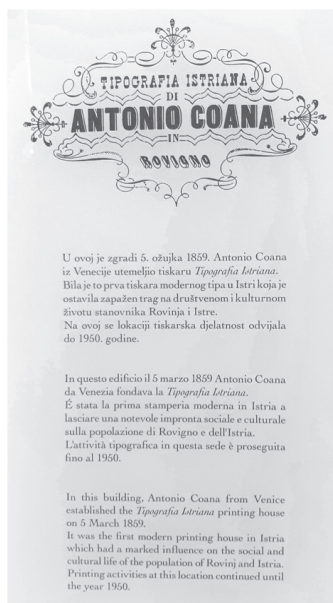 TIPOGRAFIA ISTRIANA
DI
ANTONIO COANA
IN
ROVIGNO
U ovoj je zgradi 5. ožujka 1859. Antonio Coana
iz Venecije utemeljio tiskaru Tipografia Istriana.
Bila je to prva tiskara modernog tipa u Istri koja je
ostavila zapažen trag na društvenom i kulturnom
životu stanovnika Rovinja i Istre.
Na ovoj se lokaciji tiskarska djelatnost odvijala
do 1950. godine.
In questo edificio il 5 marzo 1859 Antonio Coana
da Venezia fondava la Tipografia Istriana.
É stata la prima stamperia moderna in Istria a
lasciare una notevole impronta sociale e culturale
sulla popolazione di Rovigno e dell'Istria.
L'attività tipografica in questa sede è proseguita
fino al 1950.
In this building, Antonio Coana from Venice
established the Tipografia Istriana printing house
on 5 March 1859.
It was the first modern printing house in Istria
which had a marked influence on the social and
cultural life of the population of Rovinj and Istria.
Printing activities at this location continued until
the year 1950.